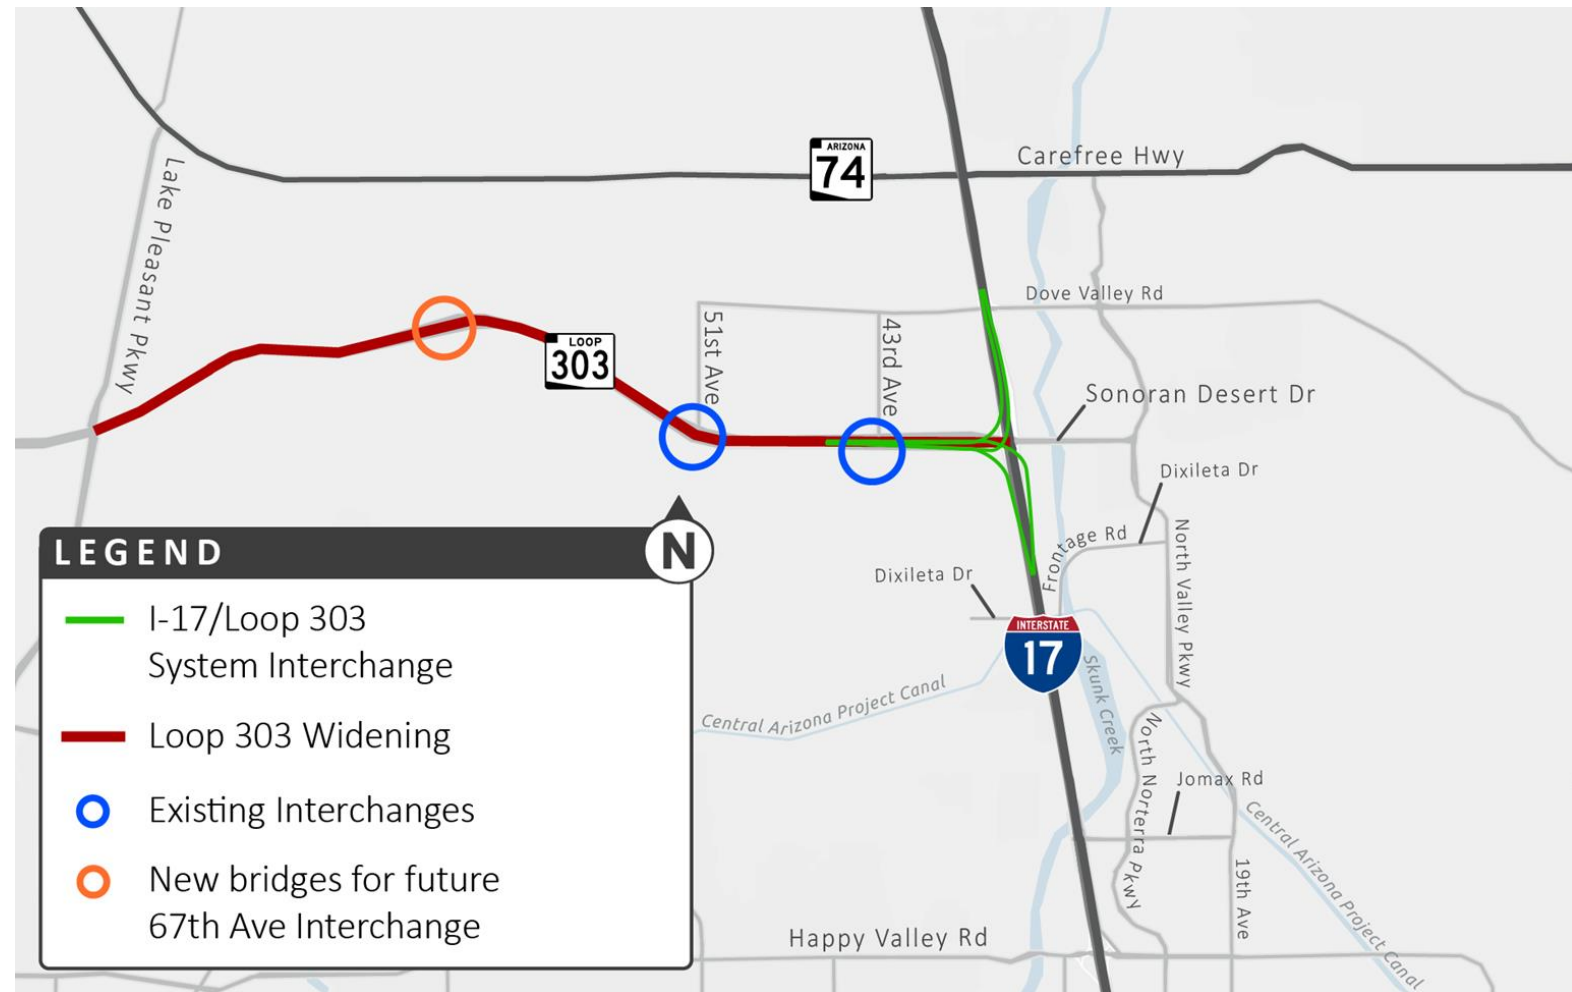 ARIZONA
74
Carefree Hwy
Lake Pleasant Pkwy
Dove Valley Rd
LOOP
303
51st Ave
43rd Ave
Sonoran Desert Dr
Dixileta Dr
Frontage Rd
North Valley Pkwy
Dixileta Dr
INTERSTATE
17
Skunk Creek
Central Arizona Project Canal
North Norterra Pkwy
Jomax Rd
Central Arizona Project Canal
19th Ave
Happy Valley Rd
N
LEGEND
I-17/Loop 303
System Interchange
Loop 303 Widening
Existing Interchanges
New bridges for future
67th Ave Interchange